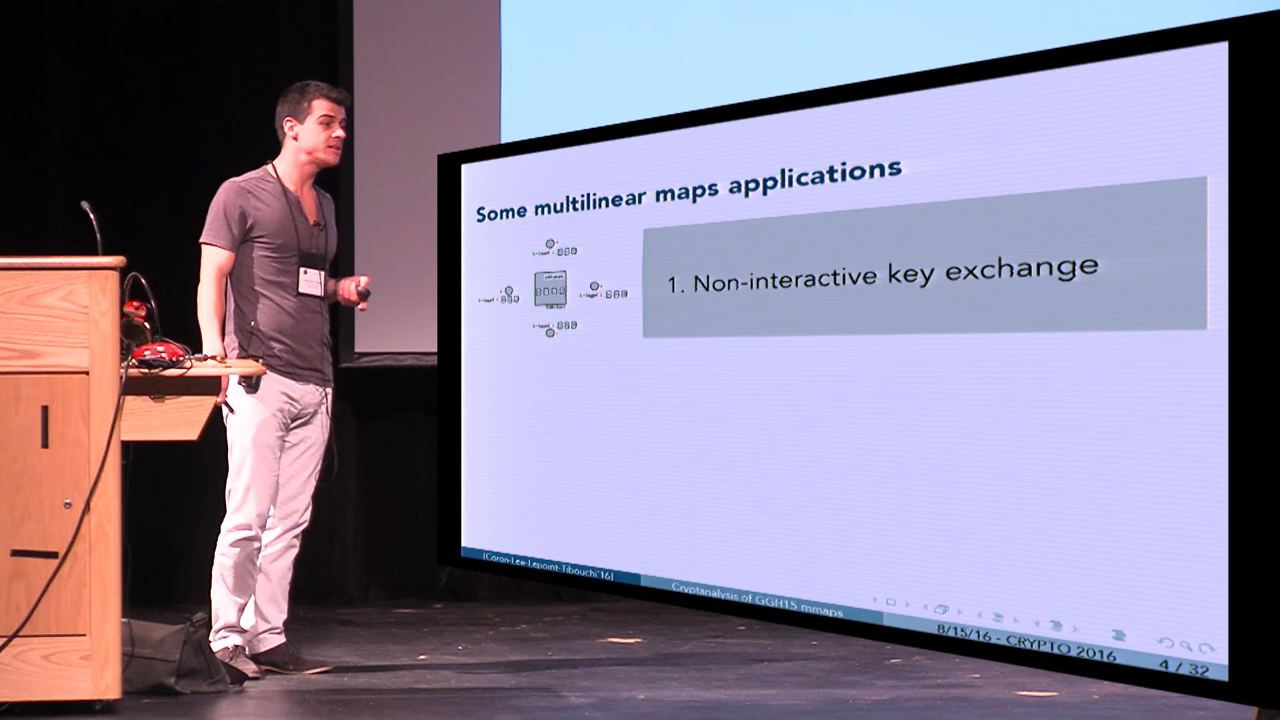 Some multilinear maps applications
1. Non-interactive key exchange
[Coron-Lee-Lepoint-Tibouchi'16]
Cryptanalysis of GGH15 mmaps
8/15/16 - CRYPTO 2016
4 / 32